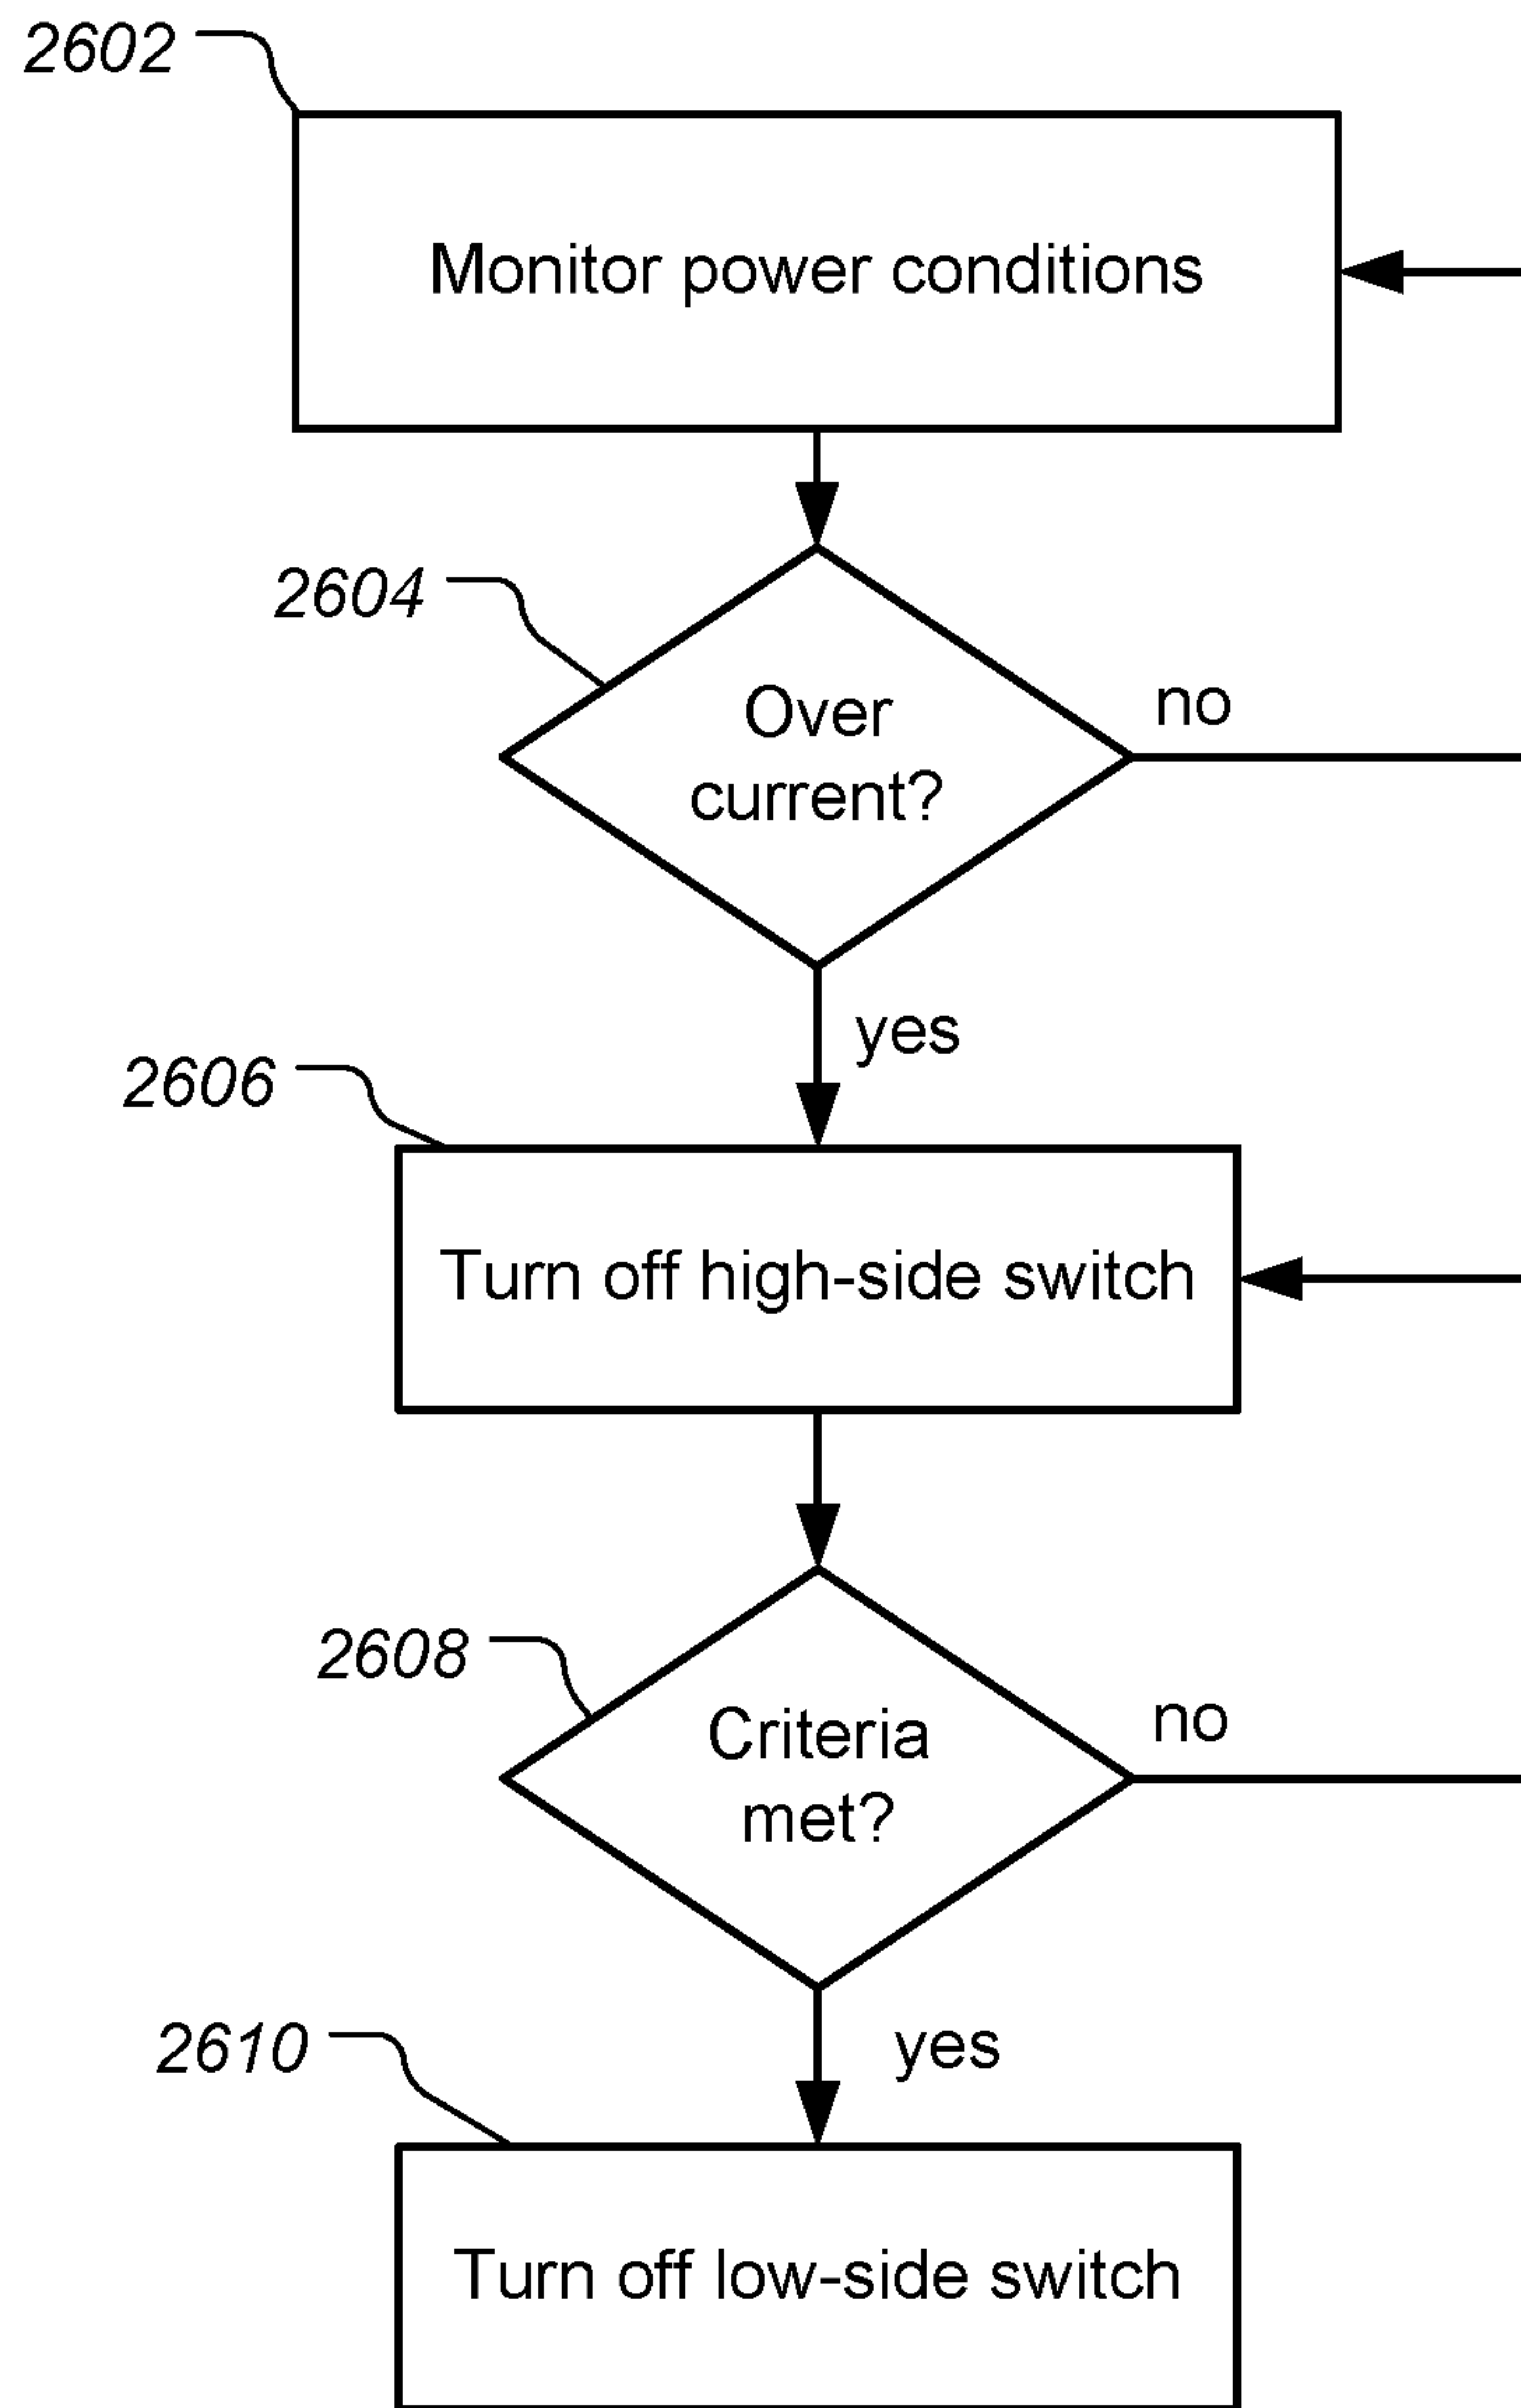 2602
Monitor power conditions
2604
Over
current?
no
yes
2606
Turn off high-side switch
2608
Criteria
met?
no
yes
2610
Turn off low-side switch